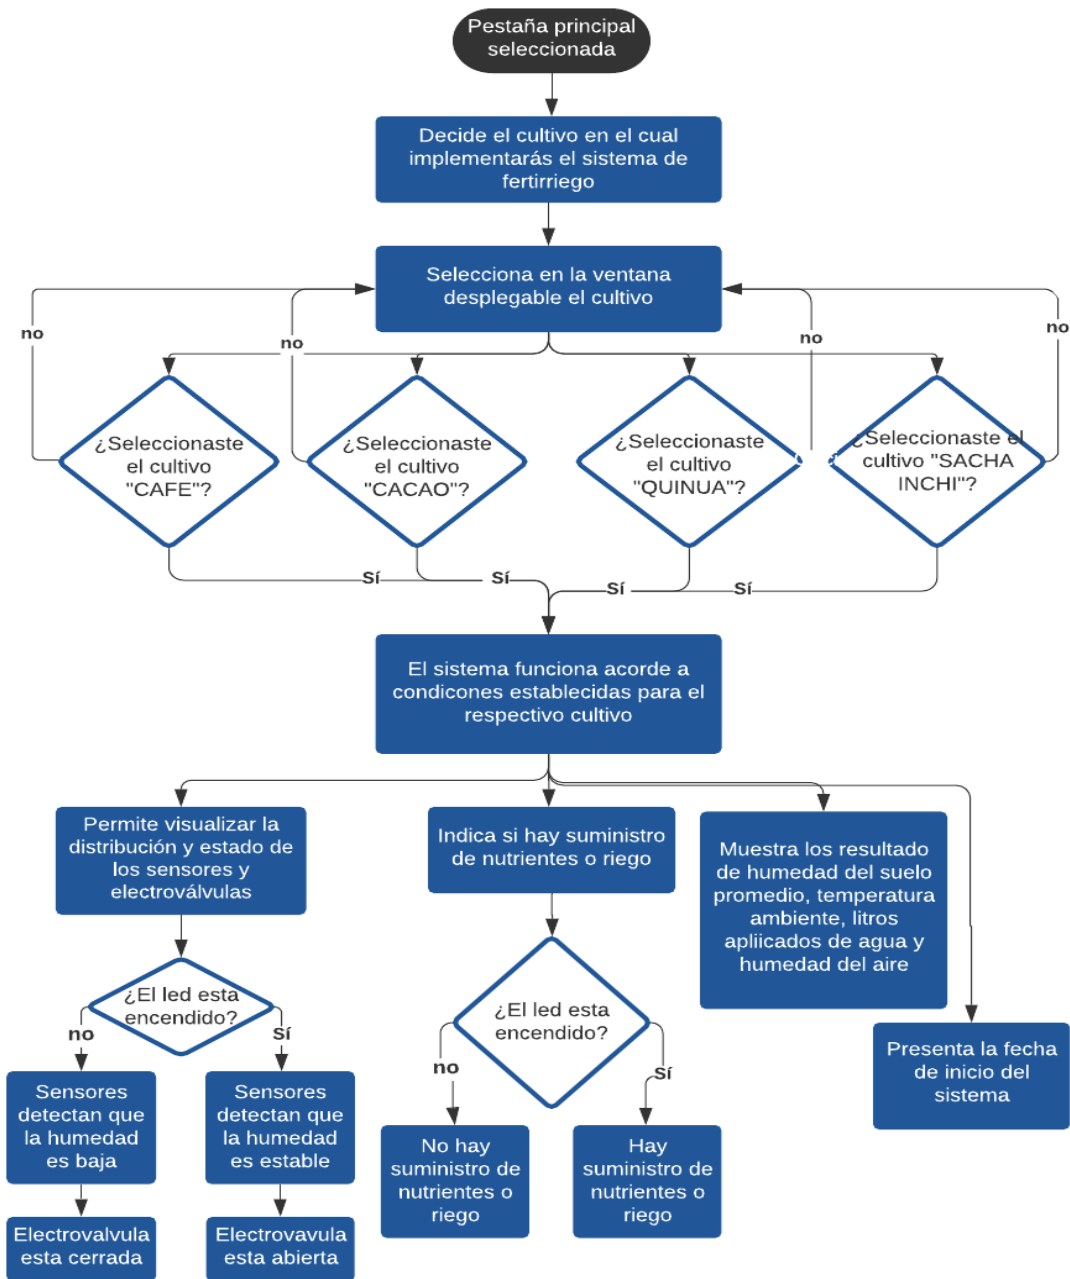 Pestaña principal
seleccionada
Decide el cultivo en el cual
implementarás el sistema de
fertirriego
Selecciona en la ventana
desplegable el cultivo
no
no
no
no
¿Seleccionaste
el cultivo
"CAFE"?
¿Seleccionaste
el cultivo
"CACAO"?
¿Seleccionaste
el cultivo
"QUINUA"?
¿Seleccionaste el
cultivo "SACHA
INCHI"?
Sí
Sí
Sí
Sí
El sistema funciona acorde a
condicones establecidas para el
respectivo cultivo
Permite visualizar la
distribución y estado de
los sensores y
electroválvulas
Indica si hay suministro
de nutrientes o riego
Muestra los resultado
de humedad del suelo
promedio, temperatura
ambiente, litros
apliicados de agua y
humedad del aire
¿El led esta
encendido?
no
Sí
¿El led esta
encendido?
no
Sí
Presenta la fecha
de inicio del
sistema
Sensores
detectan que
la humedad
es baja
Sensores
detectan que
la humedad
es estable
No hay
suministro de
nutrientes o
riego
Hay
suministro de
nutrientes o
riego
Electrovalvula
esta cerrada
Electrovavula
esta abierta